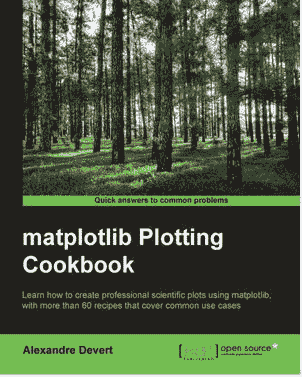 Quick answers to common problems
matplotlib Plotting
Cookbook
Learn how to create professional scientific plots using matplotlib,
with more than 60 recipes that cover common use cases
Alexandre Devert
open source